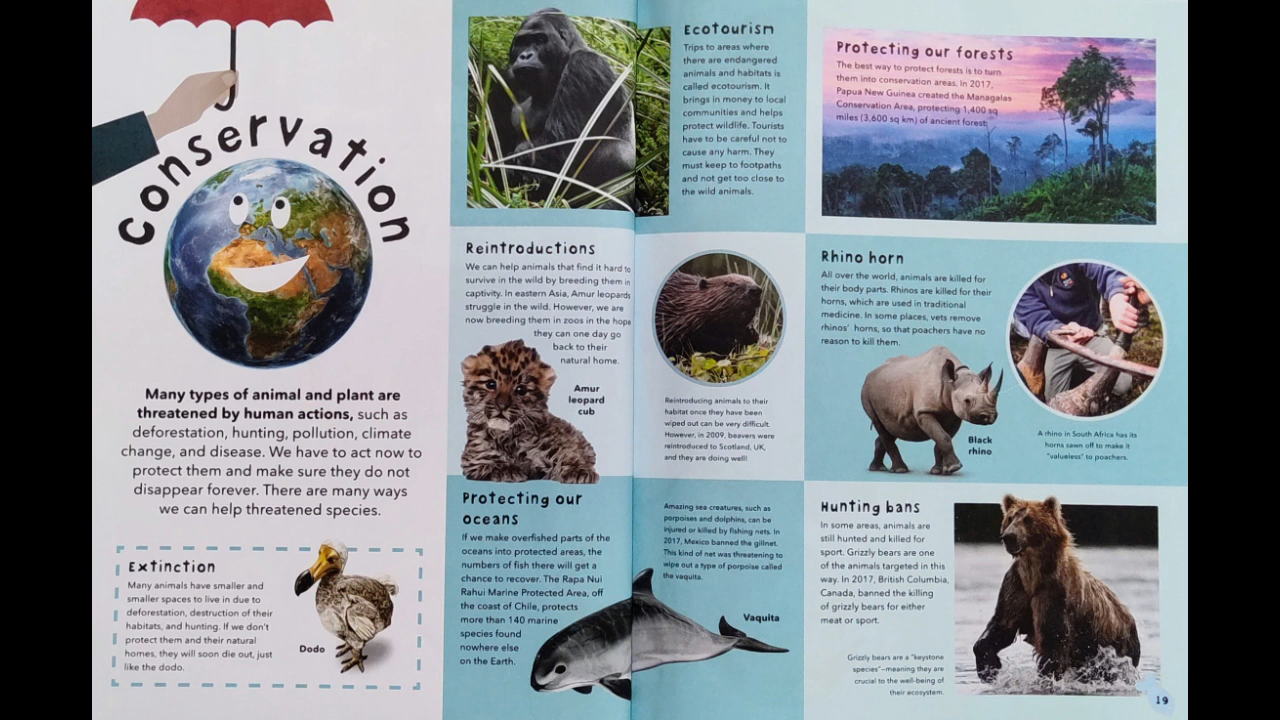 Conservation
Many types of animal and plant are
threatened by human actions, such as
deforestation, hunting, pollution, climate
change, and disease. We have to act now to
protect them and make sure they do not
disappear forever. There are many ways
we can help threatened species.
Extinction
Many animals have smaller and
smaller spaces to live in due to
deforestation, destruction of their
habitats, and hunting. If we don't
protect them and their natural
homes, they will soon die out, just
like the dodo.
Dodo
Ecotourism
Trips to areas where
there are endangered
animals and habitats is
called ecotourism. It
brings in money to local
communities and helps
protect wildlife. Tourists
have to be careful not to
cause any harm. They
must keep to footpaths
and not get too close to
the wild animals.
Reintroductions
We can help animals that find it hard to
survive in the wild by breeding them in
captivity. In eastern Asia, Amur leopards
struggle in the wild. However, we are
now breeding them in zoos in the hope
they can one day go
back to their
natural home.
Amur
leopard
cub
Reintroducing animals to their
habitat once they have been
wiped out can be very difficult.
However, in 2009, beavers were
reintroduced to Scotland, UK,
and they are doing well!
Protecting our
oceans
If we make overfished parts of the
oceans into protected areas, the
numbers of fish there will get a
chance to recover. The Rapa Nui
Rahui Marine Protected Area, off
the coast of Chile, protects
more than 140 marine
species found
nowhere else
on the Earth.
Amazing sea creatures, such as
porpoises and dolphins, can be
injured or killed by fishing nets. In
2017, Mexico banned the gillnet.
This kind of net was threatening to
wipe out a type of porpoise called
the vaquita.
Vaquita
Protecting our forests
The best way to protect forests is to turn
them into conservation areas. In 2017,
Papua New Guinea created the Managalas
Conservation Area, protecting 1,400 sq
miles (3,600 sq km) of ancient forest.
Rhino horn
All over the world, animals are killed for
their body parts. Rhinos are killed for their
horns, which are used in traditional
medicine. In some places, vets remove
rhinos' horns, so that poachers have no
reason to kill them.
Black
rhino
A rhino in South Africa has its
horns sawn off to make it
"valueless" to poachers.
Hunting bans
In some areas, animals are
still hunted and killed for
sport. Grizzly bears are one
of the animals targeted in this
way. In 2017, British Columbia,
Canada, banned the killing
of grizzly bears for either
meat or sport.
Grizzly bears are a "keystone
species"–meaning they are
crucial to the well-being of
their ecosystem.
19